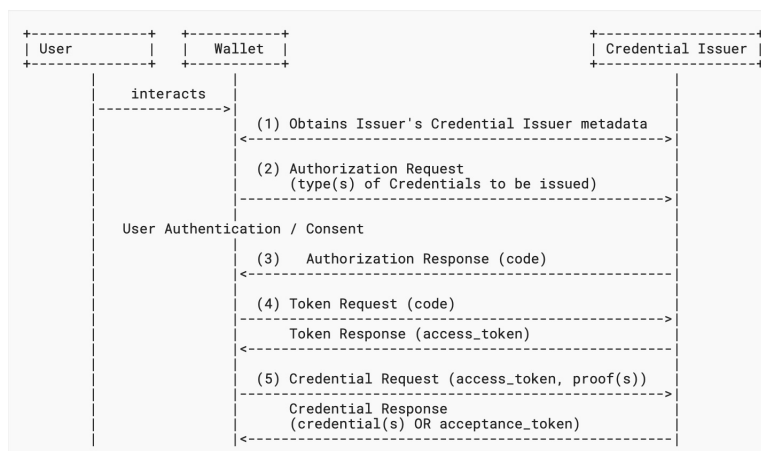 User Wallet Credential Issuer
interacts
(1) Obtains Issuer's Credential Issuer metadata
(2) Authorization Request
(type(s) of Credentials to be issued)
User Authentication / Consent
(3) Authorization Response (code)
(4) Token Request (code)
Token Response (access_token)
(5) Credential Request (access_token, proof(s))
Credential Response
(credential(s) OR acceptance_token)